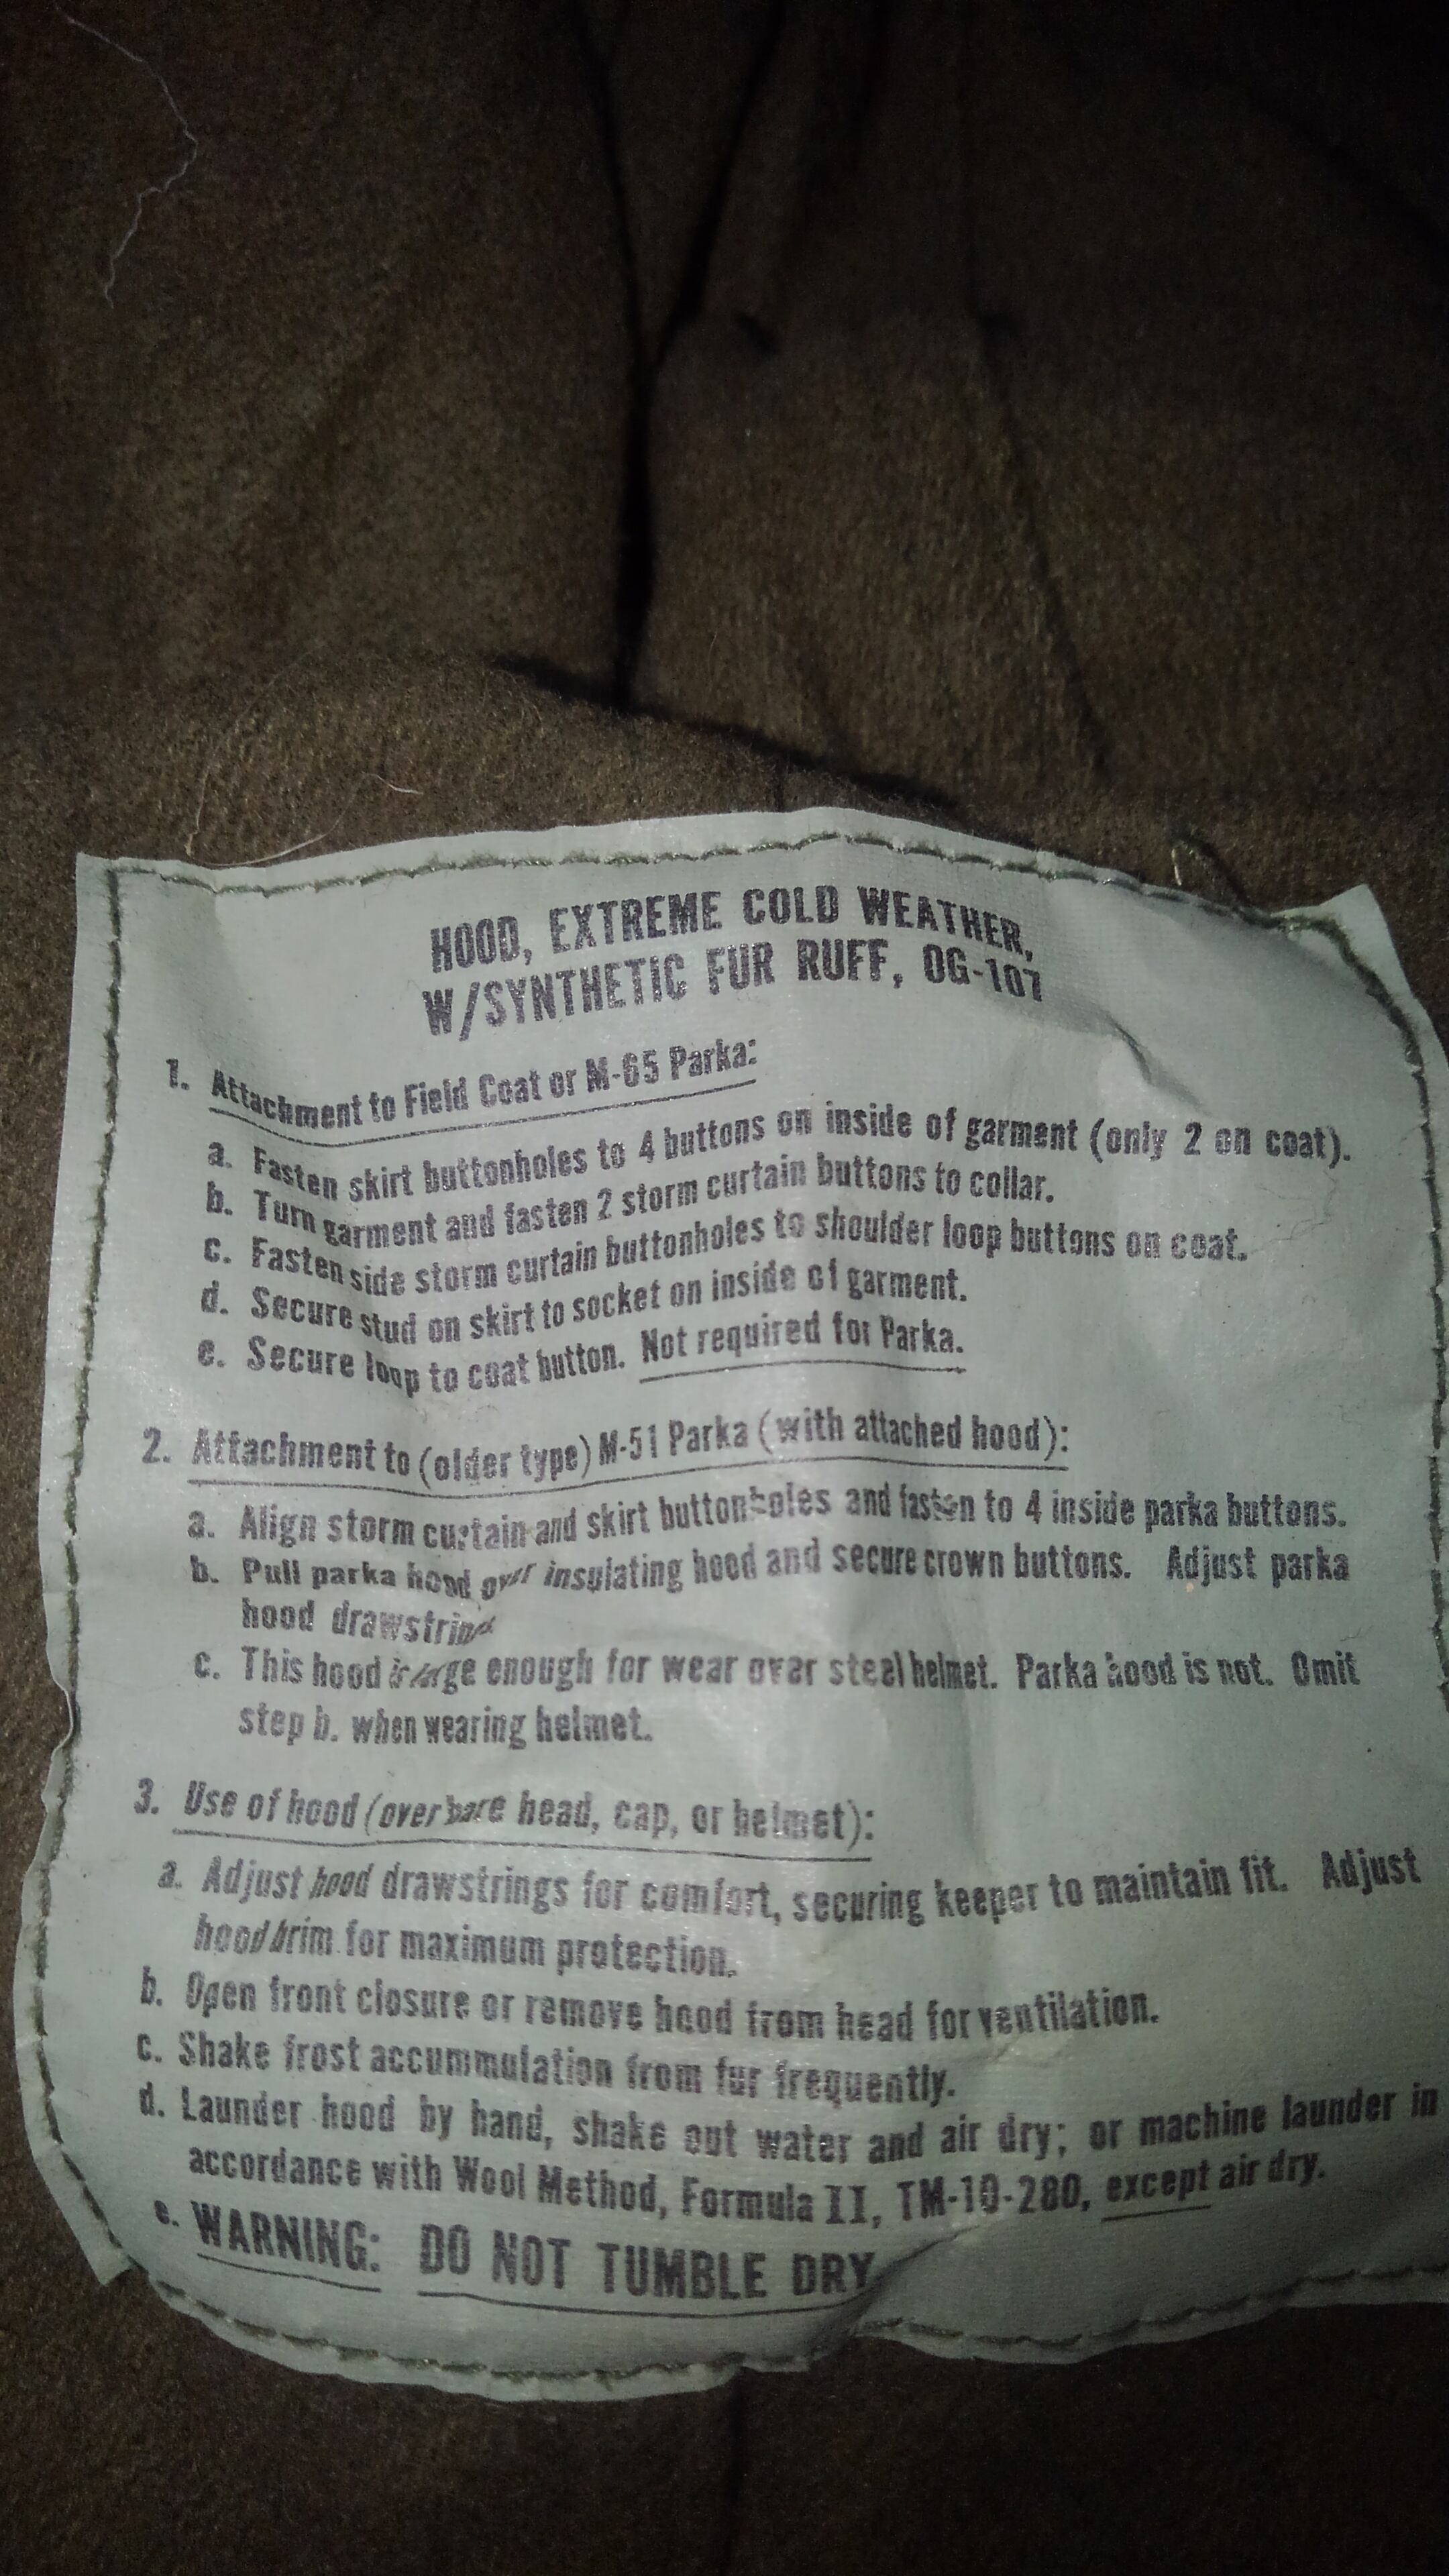 HOOD, EXTREME COLD WEATHER,
W/SYNTHETIC FUR RUFF, OG-107
1. Attachment to Field Coat or M-65 Parka:
a. Fasten skirt buttonholes to 4 buttons on inside of garment (only 2 on coat).
b. Turn garment and fasten 2 storm curtain buttons to collar.
c. Fasten side storm curtain buttonholes to shoulder loop buttons on coat.
d. Secure stud on skirt to socket on inside of garment.
e. Secure loop to coat button. Not required for Parka.
2. Attachment to (older type) M-51 Parka (with attached hood):
a. Align storm curtain and skirt buttonholes and fasten to 4 inside parka buttons.
b. Pull parka hood over insulating hood and secure crown buttons. Adjust parka
hood drawstring
c. This hood is large enough for wear over steel helmet. Parka hood is not. Omit
step b. when wearing helmet.
3. Use of hood (over bare head, cap, or helmet):
a. Adjust hood drawstrings for comfort, securing keeper to maintain fit. Adjust
hood brim for maximum protection.
b. Open front closure or remove hood from head for ventilation.
c. Shake frost accummulation from fur frequently.
d. Launder hood by hand, shake out water and air dry; or machine launder in
accordance with Wool Method, Formula II, TM-10-280, except air dry.
e. WARNING: DO NOT TUMBLE DRY